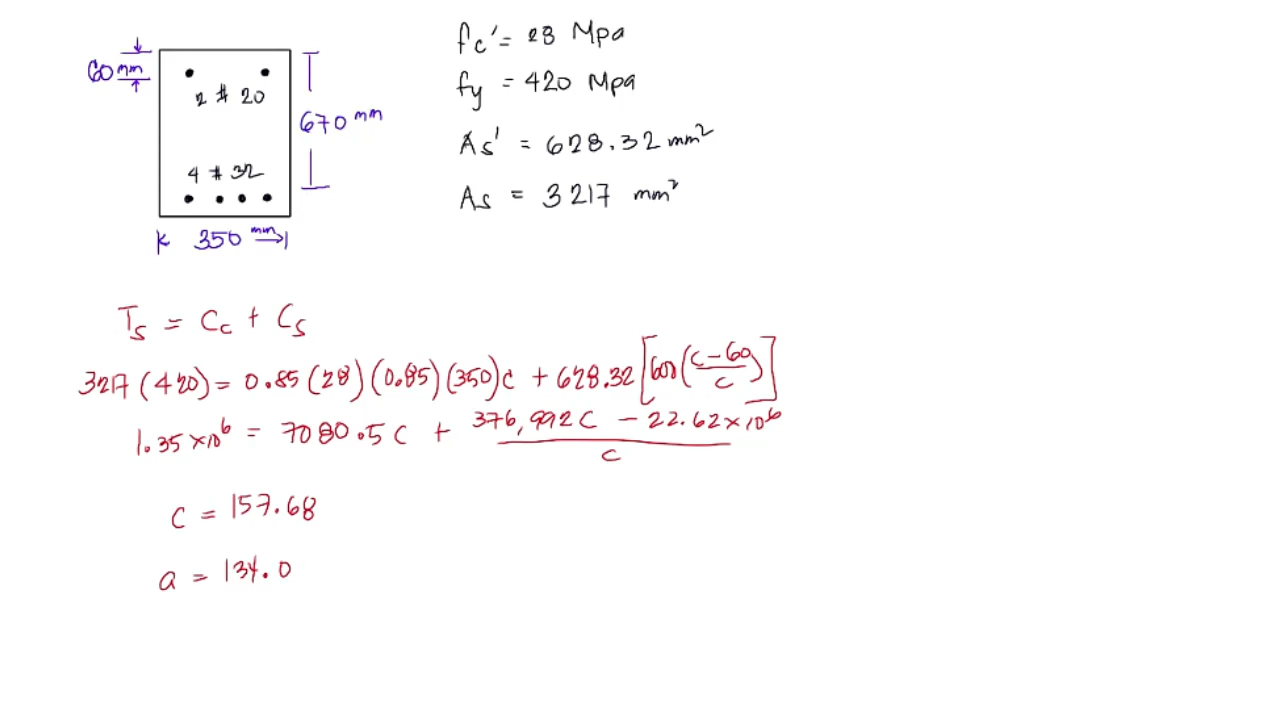 60 mm
2 # 20
670 mm
4 # 32
350 mm
fc' = 28 Mpa
fy = 420 Mpa
As' = 628.32 mm²
As = 3217 mm²
Ts = Cc + Cs
3217 (420) = 0.85 (28) (0.85) (350) c + 628.32 [600 (c - 60 / c)]
1.35 x 10⁶ = 7080.5 c + 376,992 c - 22.62 x 10⁶ / c
c = 157.68
a = 134.0